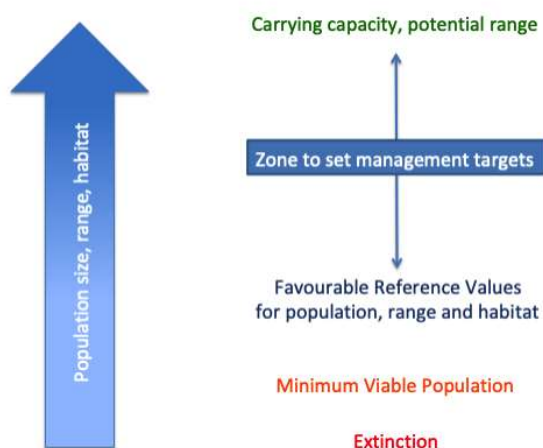 Carrying capacity, potential range
Population size, range, habitat
Zone to set management targets
Favourable Reference Values
for population, range and habitat
Minimum Viable Population
Extinction